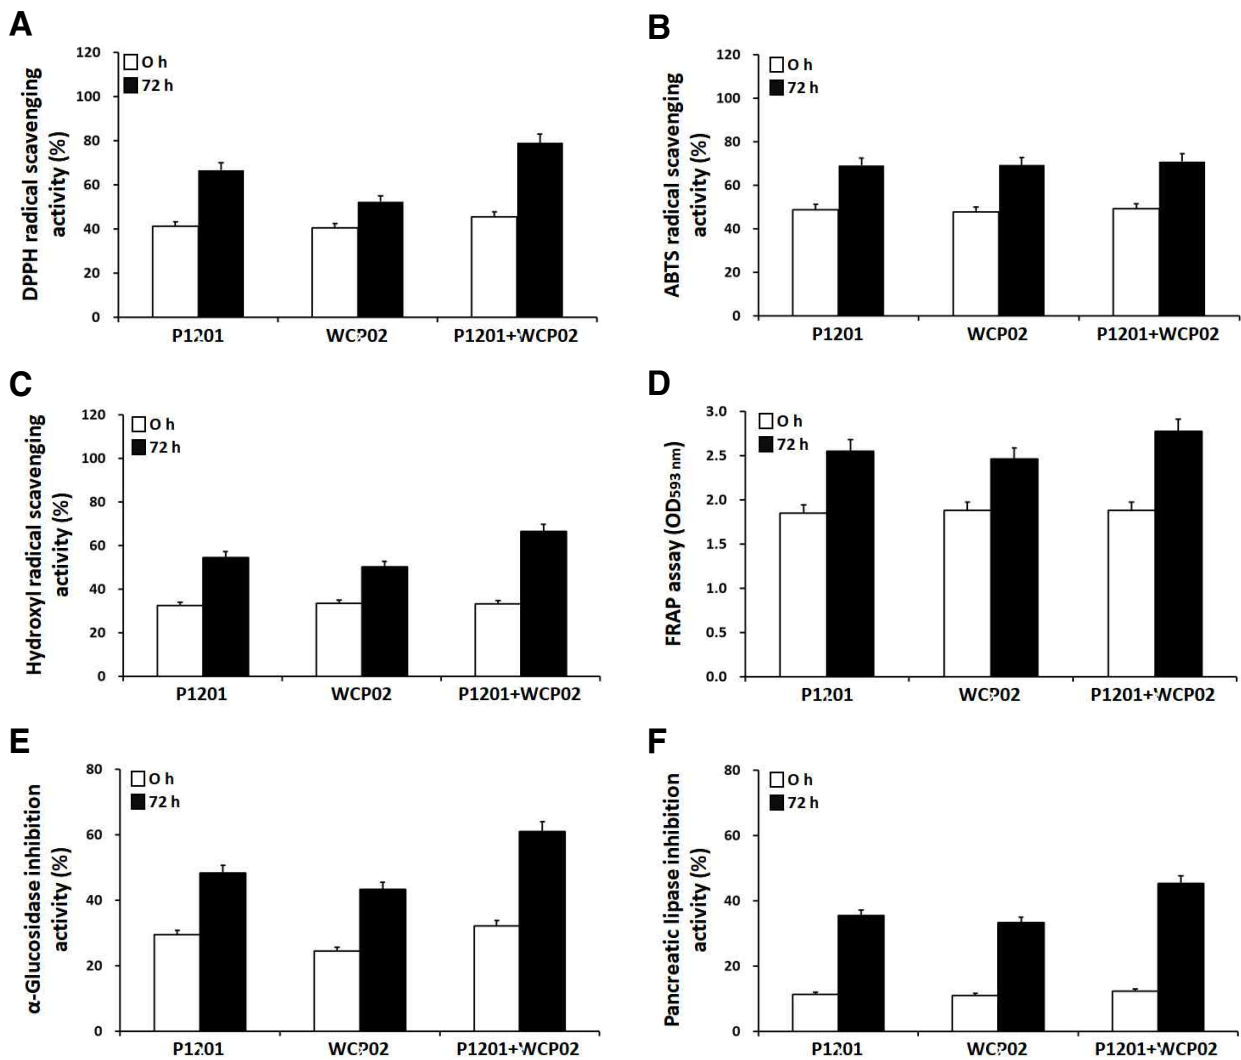 A
DPPH radical scavenging
activity (%)
120
100
80
60
40
20
0
O h
72 h
P1201
WCP02
P1201+WCP02
B
ABTS radical scavenging
activity (%)
120
100
80
60
40
20
0
O h
72 h
P1201
WCP02
P1201+WCP02
C
Hydroxyl radical scavenging
activity (%)
120
100
80
60
40
20
0
O h
72 h
P1201
WCP02
P1201+WCP02
D
FRAP assay (OD593 nm)
3.0
2.5
2.0
1.5
1.0
0.5
0.0
O h
72 h
P1201
WCP02
P1201+WCP02
E
α-Glucosidase inhibition
activity (%)
80
60
40
20
0
O h
72 h
P1201
WCP02
P1201+WCP02
F
Pancreatic lipase inhibition
activity (%)
80
60
40
20
0
O h
72 h
P1201
WCP02
P1201+WCP02